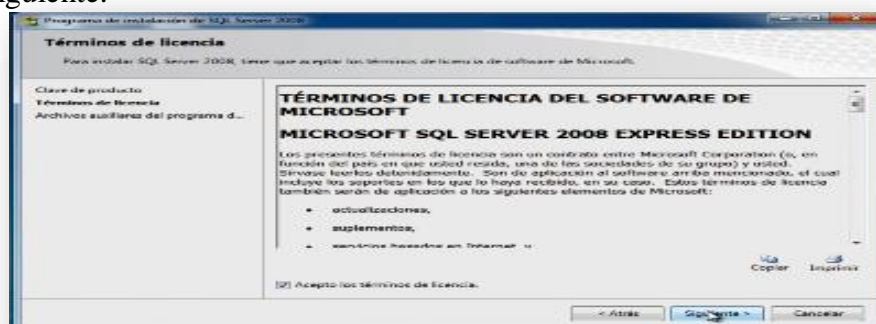 guiente.
Programa de instalación de SQL Server 2008
Términos de licencia
Para instalar SQL Server 2008, tiene que aceptar los términos de licencia de software de Microsoft.
Clave de producto
Términos de licencia
Archivos auxiliares del programa d...
TÉRMINOS DE LICENCIA DEL SOFTWARE DE
MICROSOFT
MICROSOFT SQL SERVER 2008 EXPRESS EDITION
Los presentes términos de licencia son un contrato entre Microsoft Corporation (o, en
función del país en que usted resida, una de las sociedades de su grupo) y usted.
Sírvase leerlos detenidamente. Son de aplicación al software arriba mencionado, el cual
incluye los soportes en los que lo haya recibido, en su caso. Estos términos de licencia
también serán de aplicación a los siguientes elementos de Microsoft:
• actualizaciones,
• suplementos,
• servicios basados en Internet, y
Copiar Imprimir
Acepto los términos de licencia.
< Atrás Siguiente > Cancelar